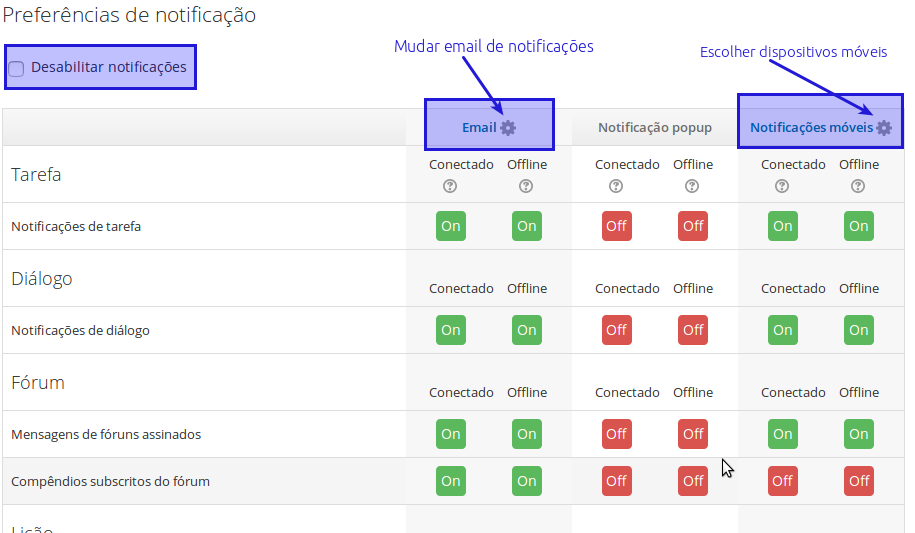 Preferências de notificação
Mudar email de notificações
Escolher dispositivos móveis
Desabilitar notificações
Email Notificação popup Notificações móveis
Tarefa Conectado Offline Conectado Offline Conectado Offline
? ? ? ? ? ?
Notificações de tarefa On On Off Off On On
Diálogo Conectado Offline Conectado Offline Conectado Offline
Notificações de diálogo On On Off Off On On
Fórum Conectado Offline Conectado Offline Conectado Offline
Mensagens de fóruns assinados On On Off Off On On
Compêndios subscritos do fórum On On Off Off Off Off
Lição